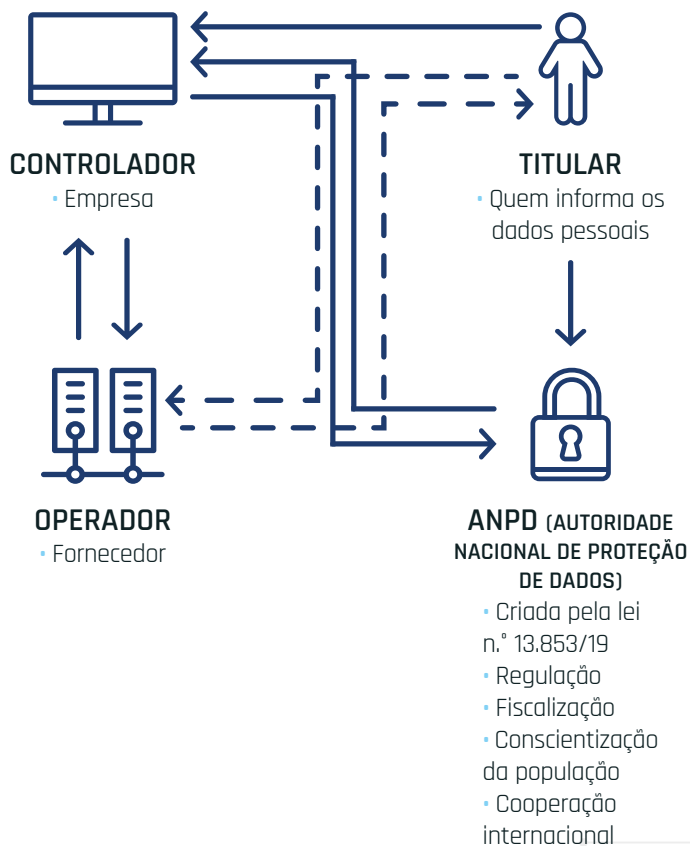 CONTROLADOR
• Empresa
TITULAR
• Quem informa os
dados pessoais
OPERADOR
• Fornecedor
ANPD (AUTORIDADE
NACIONAL DE PROTEÇÃO
DE DADOS)
• Criada pela lei
n.° 13.853/19
• Regulação
• Fiscalização
• Conscientização
da população
• Cooperação
internacional